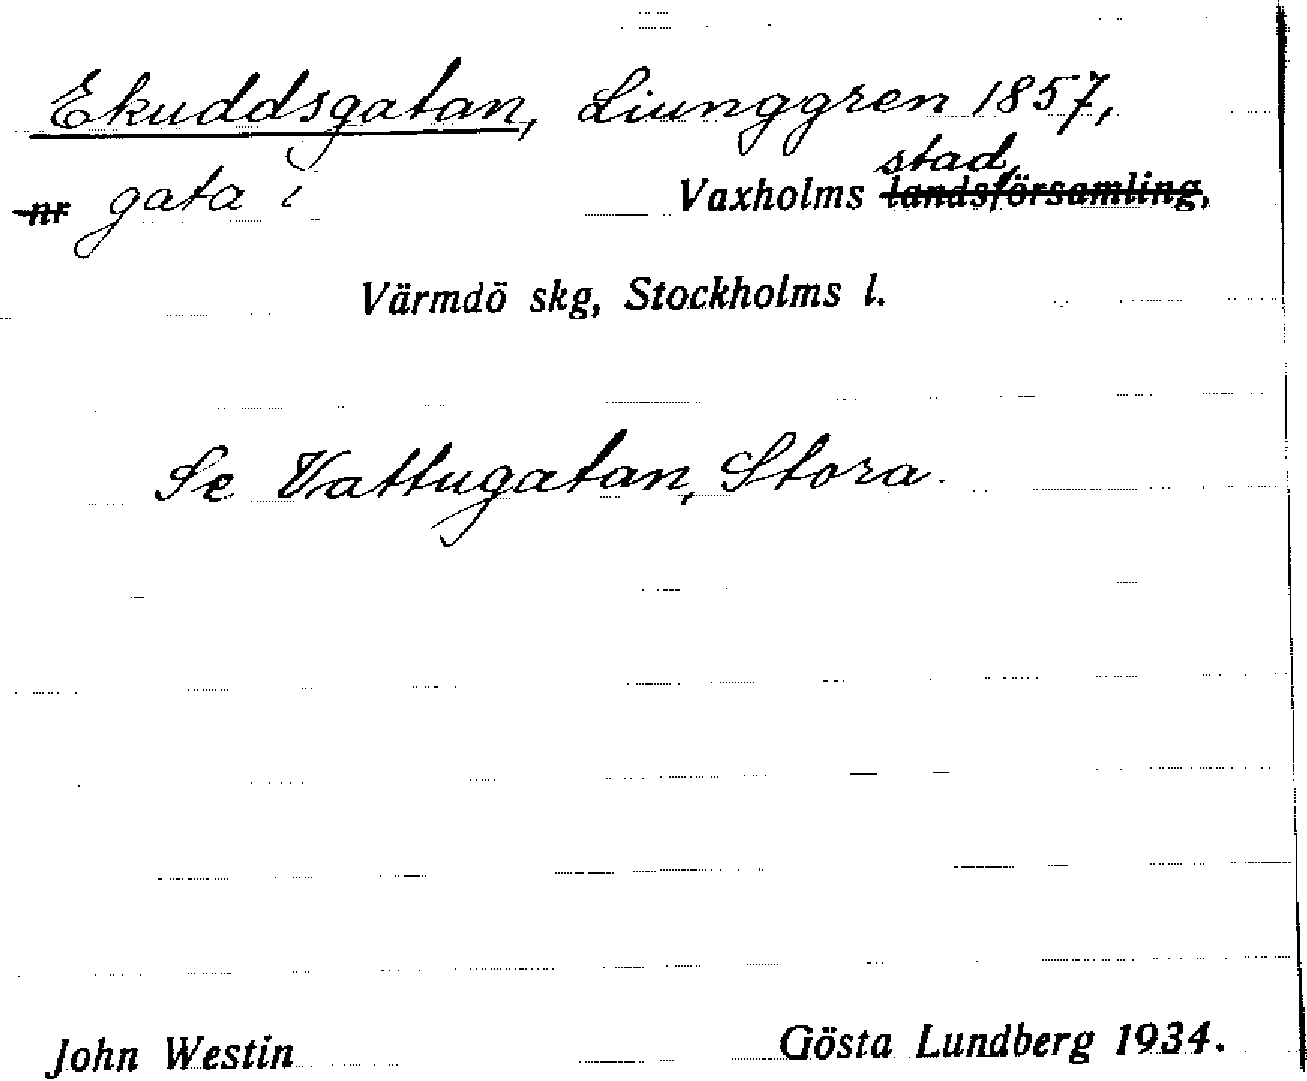 Ekuddsgatan, Liunggren 1857,
stad,
nr gata i Vaxholms landsförsamling,
Värmdö skg, Stockholms l.
Se Vattugatan, Stora.
John Westin Gösta Lundberg 1934.